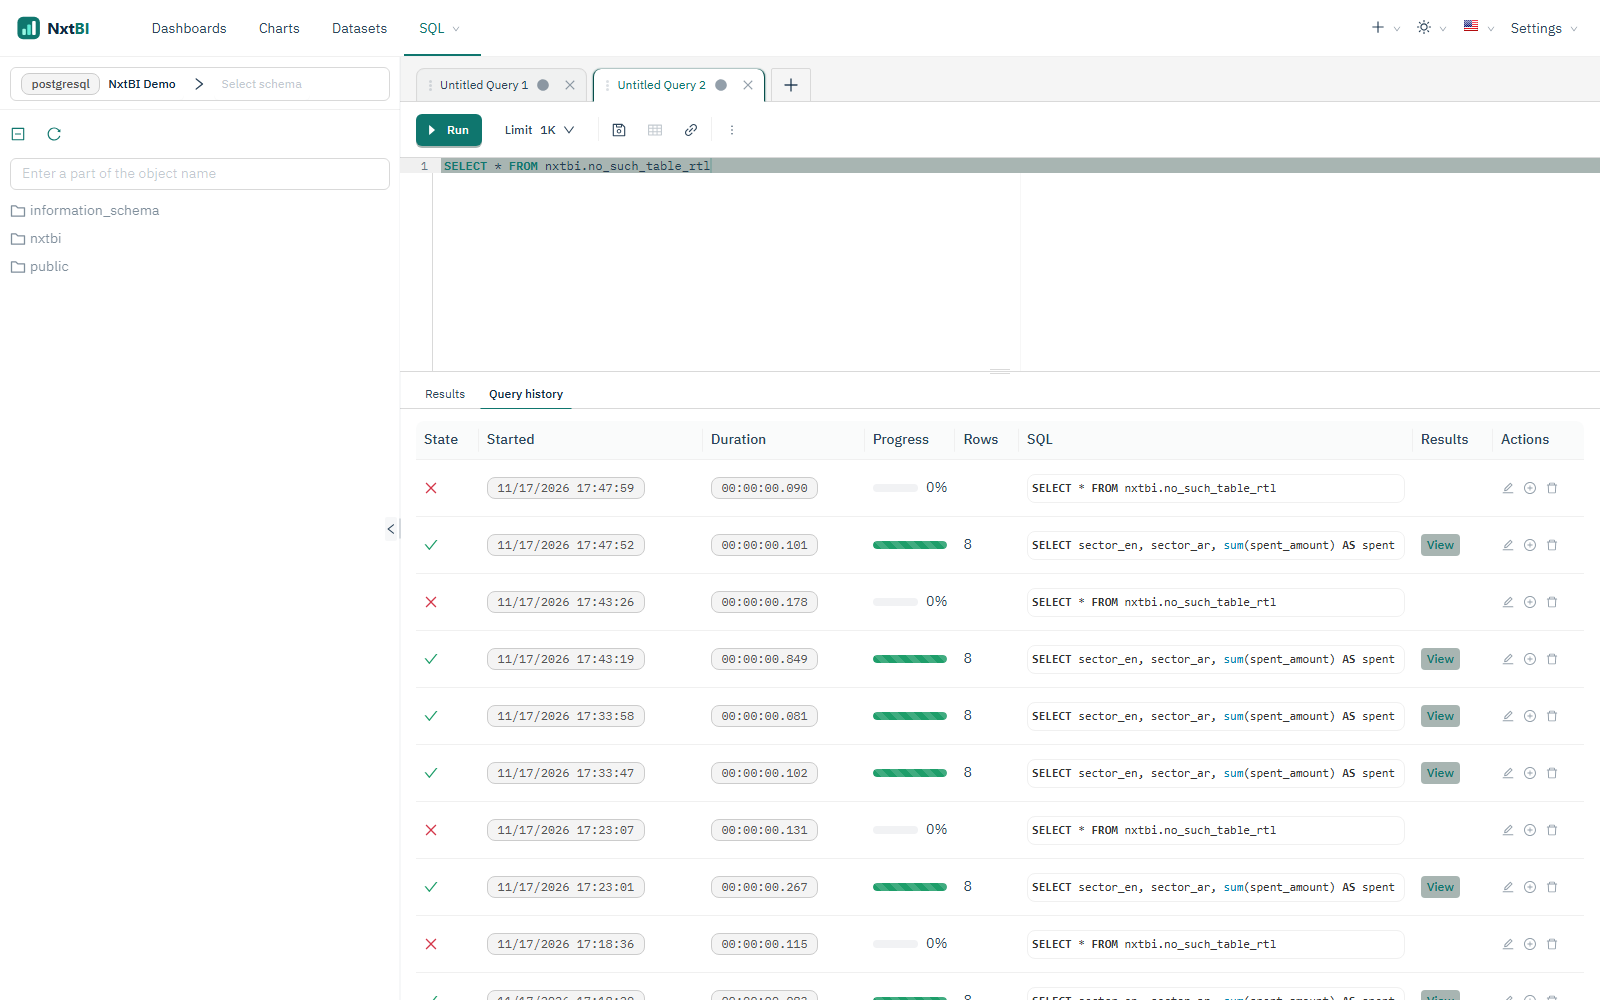 NxtBI
Dashboards
Charts
Datasets
SQL
Settings
postgresql NxtBI Demo Select schema
Enter a part of the object name
information_schema
nxtbi
public
Untitled Query 1
Untitled Query 2
Run
Limit 1K
1 SELECT * FROM nxtbi.no_such_table_rtl
Results
Query history
State Started Duration Progress Rows SQL Results Actions
11/17/2026 17:47:59 00:00:00.090 0% SELECT * FROM nxtbi.no_such_table_rtl
11/17/2026 17:47:52 00:00:00.101 8 SELECT sector_en, sector_ar, sum(spent_amount) AS spent View
11/17/2026 17:43:26 00:00:00.178 0% SELECT * FROM nxtbi.no_such_table_rtl
11/17/2026 17:43:19 00:00:00.849 8 SELECT sector_en, sector_ar, sum(spent_amount) AS spent View
11/17/2026 17:33:58 00:00:00.081 8 SELECT sector_en, sector_ar, sum(spent_amount) AS spent View
11/17/2026 17:33:47 00:00:00.102 8 SELECT sector_en, sector_ar, sum(spent_amount) AS spent View
11/17/2026 17:23:07 00:00:00.131 0% SELECT * FROM nxtbi.no_such_table_rtl
11/17/2026 17:23:01 00:00:00.267 8 SELECT sector_en, sector_ar, sum(spent_amount) AS spent View
11/17/2026 17:18:36 00:00:00.115 0% SELECT * FROM nxtbi.no_such_table_rtl